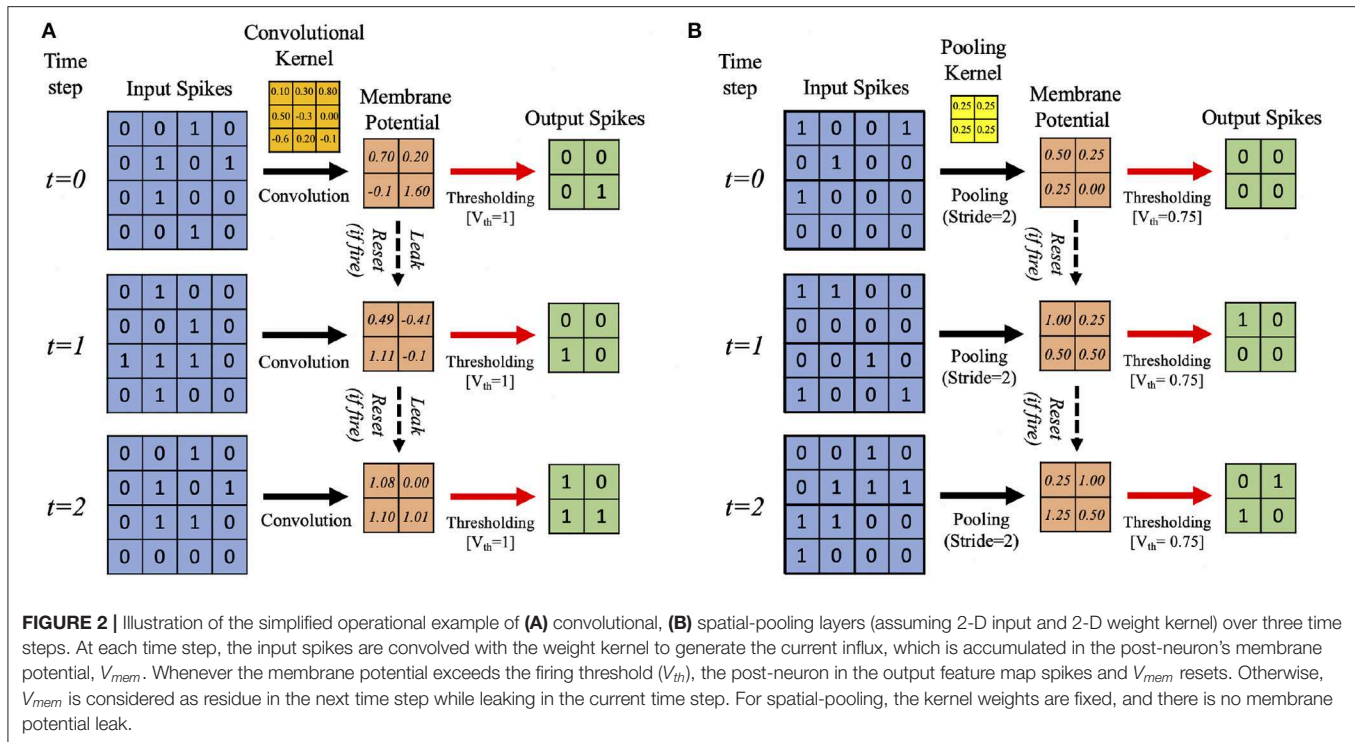 A
Time
step
Convolutional
Kernel
Input Spikes
0.10 0.30 0.80
0.50 -0.3 0.00
-0.6 0.20 -0.1
Membrane
Potential
Output Spikes
t=0
0 0 1 0
0 1 0 1
0 1 0 0
0 0 1 0
Convolution
0.70 0.20
-0.1 1.60
Thresholding
[Vth=1]
0 0
0 1
Reset
(if fire)
Leak
t=1
0 1 0 0
0 0 1 0
1 1 1 0
0 1 0 0
Convolution
0.49 -0.41
1.11 -0.1
Thresholding
[Vth=1]
0 0
1 0
Reset
(if fire)
Leak
t=2
0 0 1 0
0 1 0 1
0 1 1 0
0 0 0 0
Convolution
1.08 0.00
1.10 1.01
Thresholding
[Vth=1]
1 0
1 1
B
Time
step
Pooling
Kernel
Input Spikes
0.25 0.25
0.25 0.25
Membrane
Potential
Output Spikes
t=0
1 0 0 1
0 1 0 0
1 0 0 0
0 0 0 0
Pooling
(Stride=2)
0.50 0.25
0.25 0.00
Thresholding
[Vth=0.75]
0 0
0 0
Reset
(if fire)
t=1
1 1 0 0
0 0 0 0
0 0 1 0
1 0 0 1
Pooling
(Stride=2)
1.00 0.25
0.50 0.50
Thresholding
[Vth= 0.75]
1 0
0 0
Reset
(if fire)
t=2
0 0 1 0
0 1 1 1
1 1 0 0
1 0 0 0
Pooling
(Stride=2)
0.25 1.00
1.25 0.50
Thresholding
[Vth= 0.75]
0 1
1 0
FIGURE 2 | Illustration of the simplified operational example of (A) convolutional, (B) spatial-pooling layers (assuming 2-D input and 2-D weight kernel) over three time
steps. At each time step, the input spikes are convolved with the weight kernel to generate the current influx, which is accumulated in the post-neuron's membrane
potential, Vmem. Whenever the membrane potential exceeds the firing threshold (Vth), the post-neuron in the output feature map spikes and Vmem resets. Otherwise,
Vmem is considered as residue in the next time step while leaking in the current time step. For spatial-pooling, the kernel weights are fixed, and there is no membrane
potential leak.